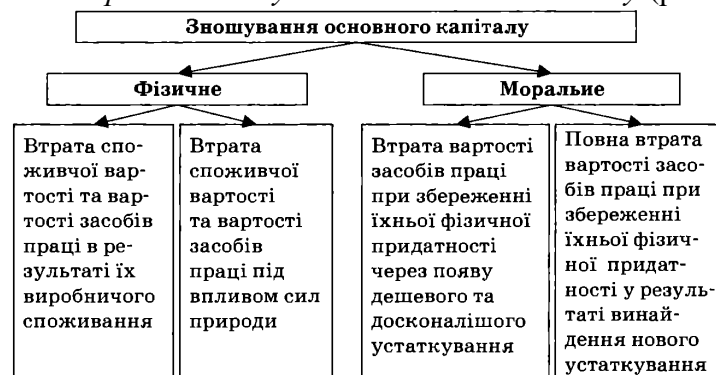 Зношування основного капіталу
Фізичне
Моральие
Втрата спо-
живчої вар-
тості та вар-
тості засобів
праці в ре-
зультаті їх
виробничого
споживання
Втрата
споживчої
вартості
та вартості
засобів
праці під
впливом сил
природи
Втрата вартості
засобів праці
при збереженні
їхньої фізичної
придатності
через появу
дешевого та
досконалішого
устаткування
Повна втрата
вартості засо-
бів праці при
збереженні
їхньої фізич-
ної придат-
ності у резуль-
таті винай-
дення нового
устаткування